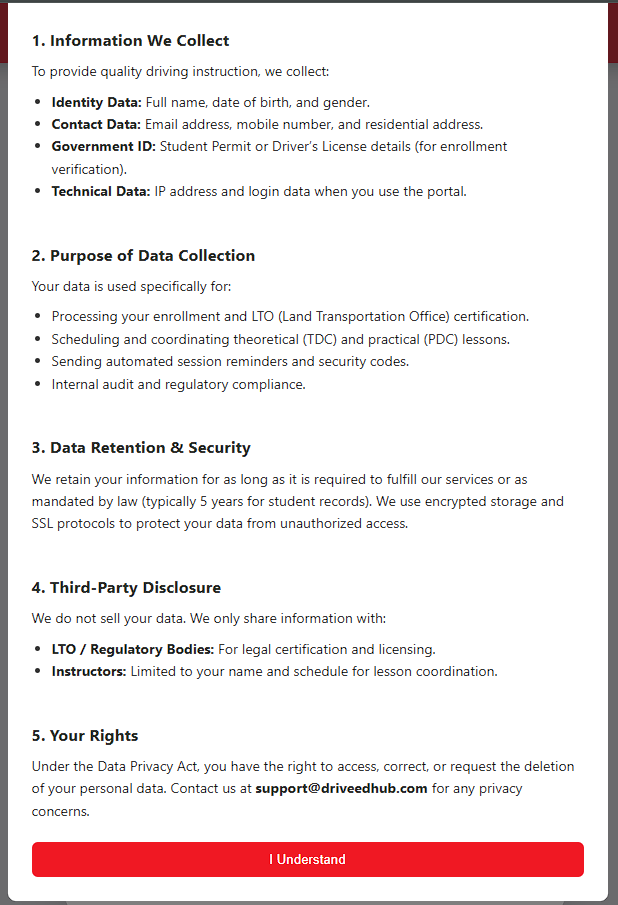 1. Information We Collect
To provide quality driving instruction, we collect:
• Identity Data: Full name, date of birth, and gender.
• Contact Data: Email address, mobile number, and residential address.
• Government ID: Student Permit or Driver's License details (for enrollment
verification).
• Technical Data: IP address and login data when you use the portal.
2. Purpose of Data Collection
Your data is used specifically for:
• Processing your enrollment and LTO (Land Transportation Office) certification.
• Scheduling and coordinating theoretical (TDC) and practical (PDC) lessons.
• Sending automated session reminders and security codes.
• Internal audit and regulatory compliance.
3. Data Retention & Security
We retain your information for as long as it is required to fulfill our services or as
mandated by law (typically 5 years for student records). We use encrypted storage and
SSL protocols to protect your data from unauthorized access.
4. Third-Party Disclosure
We do not sell your data. We only share information with:
• LTO / Regulatory Bodies: For legal certification and licensing.
• Instructors: Limited to your name and schedule for lesson coordination.
5. Your Rights
Under the Data Privacy Act, you have the right to access, correct, or request the deletion
of your personal data. Contact us at support@driveedhub.com for any privacy
concerns.
I Understand